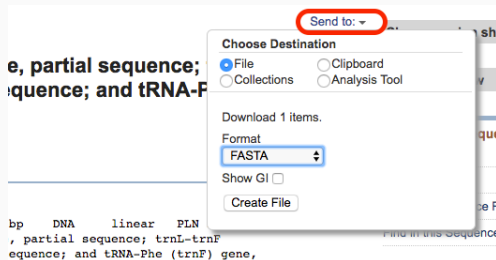 Send to:
Choose Destination
File Clipboard
Collections Analysis Tool
Download 1 items.
Format
FASTA
Show GI
Create File
e, partial sequence;
equence; and tRNA-P
bp DNA linear PLN
, partial sequence; trnL-trnF
equence; and tRNA-Phe (trnF) gene,
Find in this Sequence